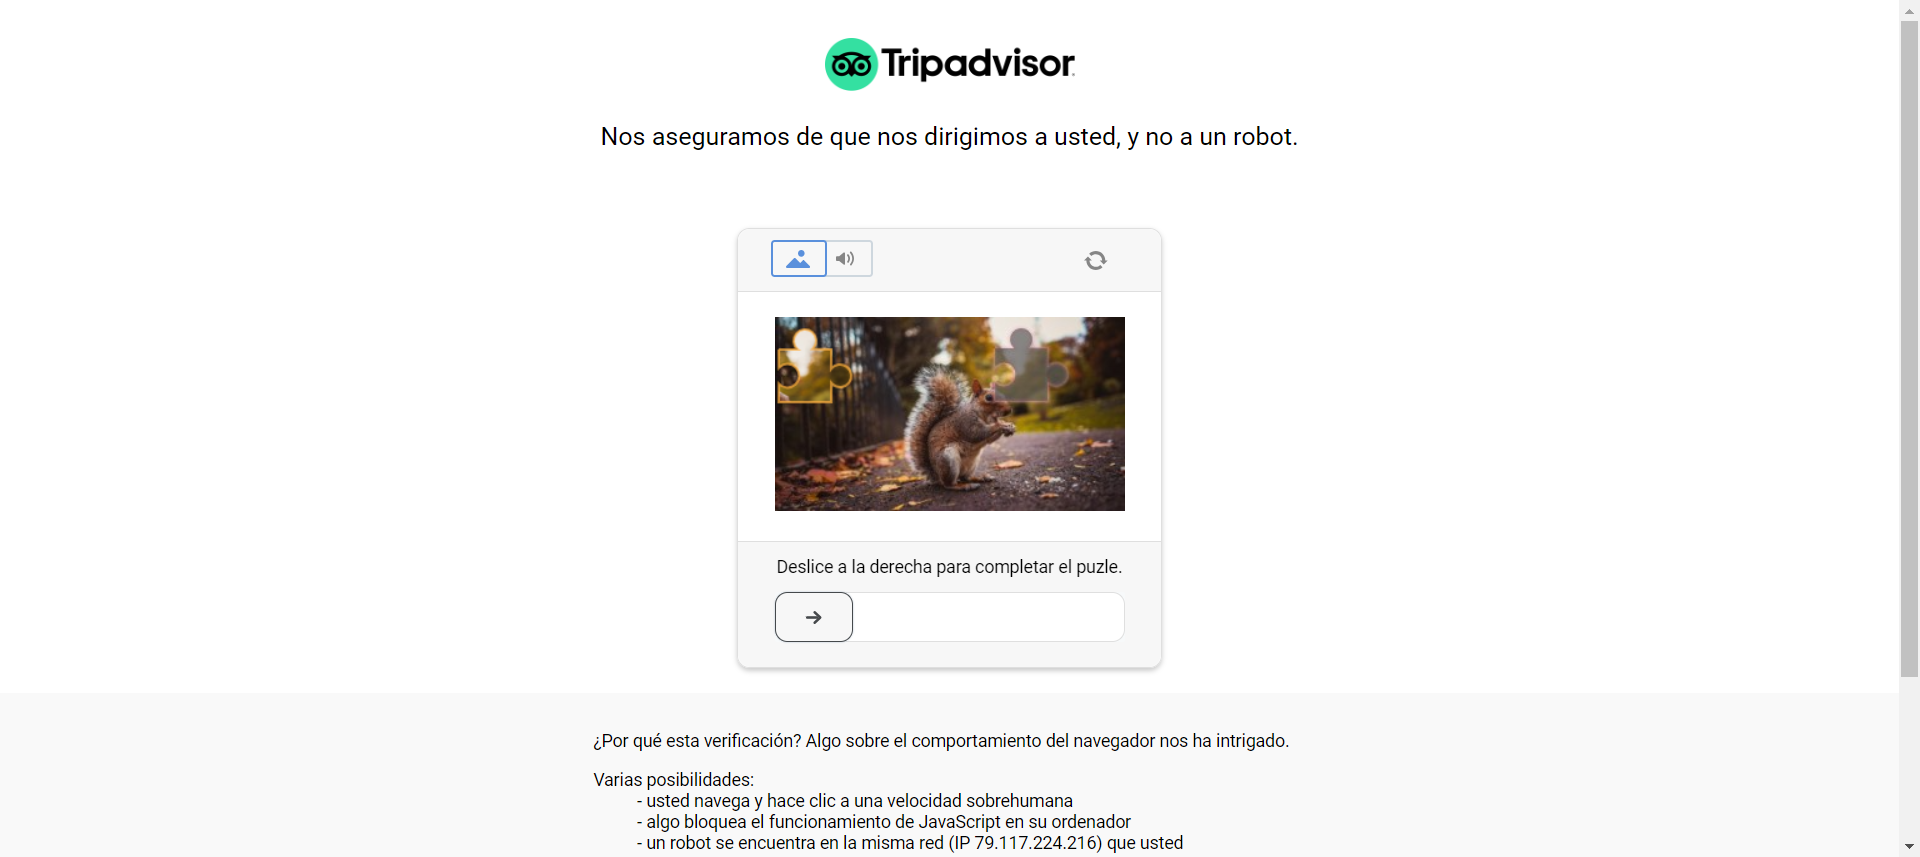 Tripadvisor
Nos aseguramos de que nos dirigimos a usted, y no a un robot.
Deslice a la derecha para completar el puzle.
¿Por qué esta verificación? Algo sobre el comportamiento del navegador nos ha intrigado.
Varias posibilidades:
- usted navega y hace clic a una velocidad sobrehumana
- algo bloquea el funcionamiento de JavaScript en su ordenador
- un robot se encuentra en la misma red (IP 79.117.224.216) que usted